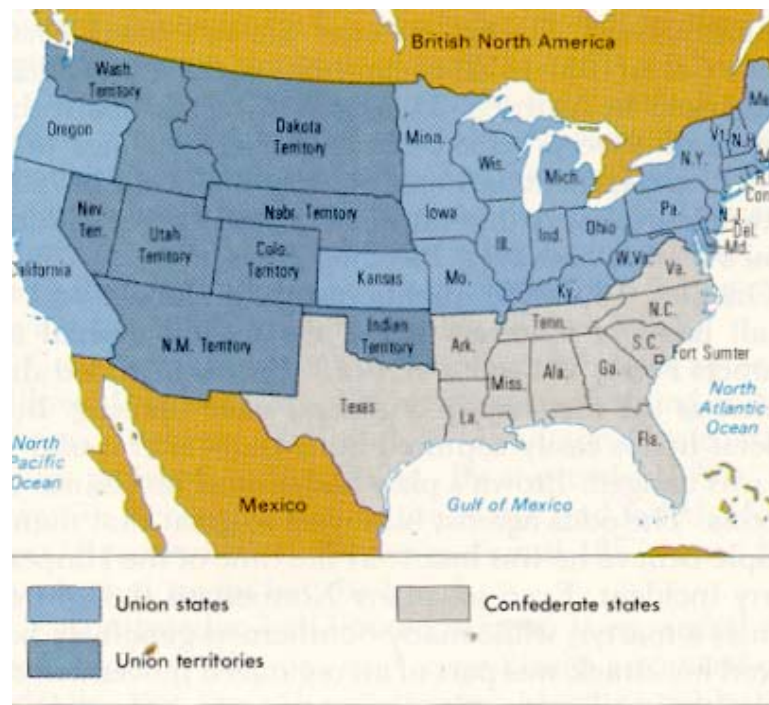 British North America
Wash.
Territory
Oregon
Dakota
Territory
Minn.
Wis.
Mich.
N.Y.
Vt.
N.H.
Me
M
R.
Con
Nev.
Terr.
Utah
Territory
Nebr. Territory
Colo.
Territory
Iowa
Ill.
Ind.
Ohio
Pa.
N.J.
Del.
Md.
California
Kansas
Mo.
W.Va.
Va.
Ky.
N.M. Territory
Indian
Territory
Ark.
Tenn.
N.C.
S.C.
Fort Sumter
Texas
La.
Miss.
Ala.
Ga.
Fla.
North
Pacific
Ocean
North
Atlantic
Ocean
Mexico
Gulf of Mexico
Union states
Confederate states
Union territories